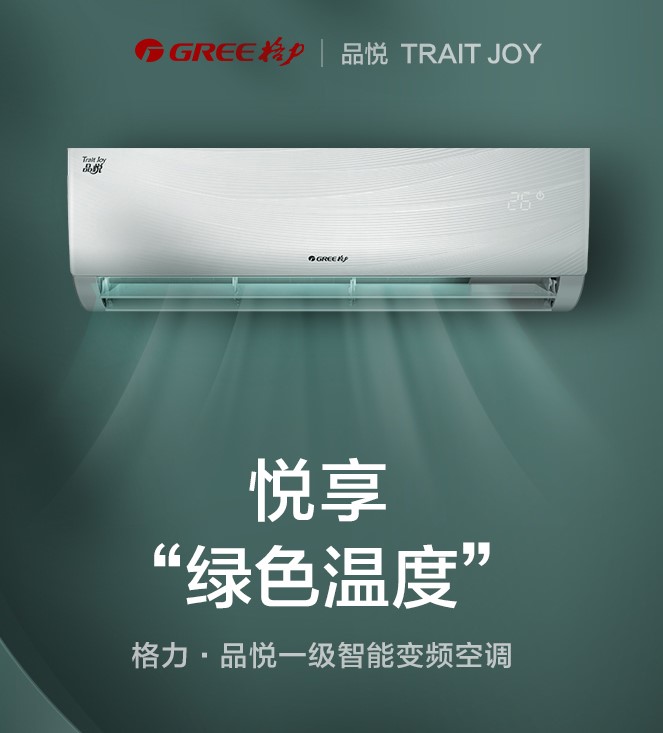 GREE格力 | 品悦 TRAIT JOY
Trait Joy
品悦
26
GREE格力
悦享
“绿色温度”
格力·品悦一级智能变频空调